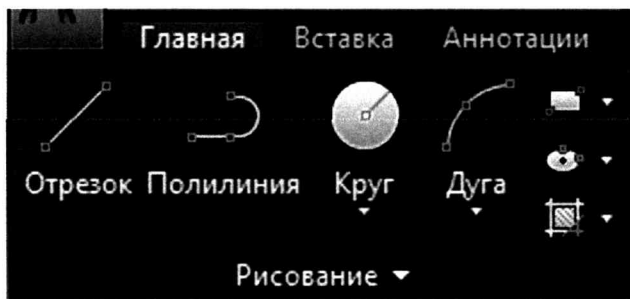 Главная Вставка Аннотации
Отрезок Полилиния Круг Дуга
Рисование